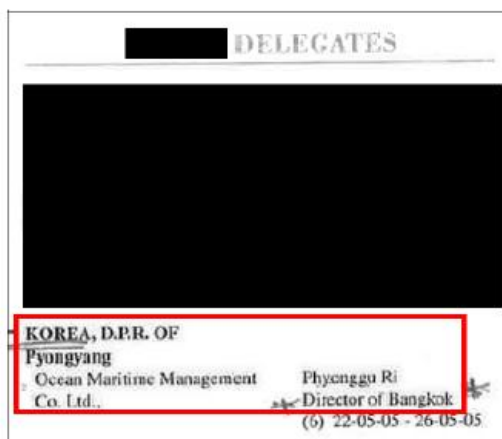 DELEGATES
KOREA, D.P.R. OF
Pyongyang
Ocean Maritime Management Phyonggu Ri
Co. Ltd., Director of Bangkok
(6) 22-05-05 - 26-05-05